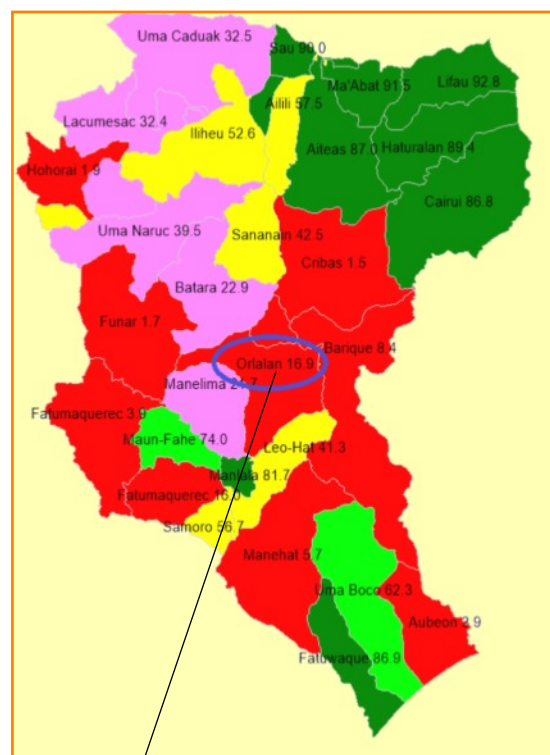 Uma Caduak 32.5
Sau 90.0
Ma'Abat 91.5
Lifau 92.8
Ailili 57.5
Lacumesac 32.4
Iliheu 52.6
Aiteas 87.0
Haturalan 89.4
Hohorai 1.9
Cairui 86.8
Uma Naruc 39.5
Sananain 42.5
Cribas 1.5
Batara 22.9
Funar 1.7
Barique 8.4
Orlalan 16.9
Manelima
Fatumaquerec 3.9
Maun-Fahe 74.0
Leo-Hat 41.3
Manlala 81.7
Fatumaquerec 16.0
Samoro 56.7
Manehat 5.7
Uma Boco 62.3
Aubeon
Fatuwaque 86.9